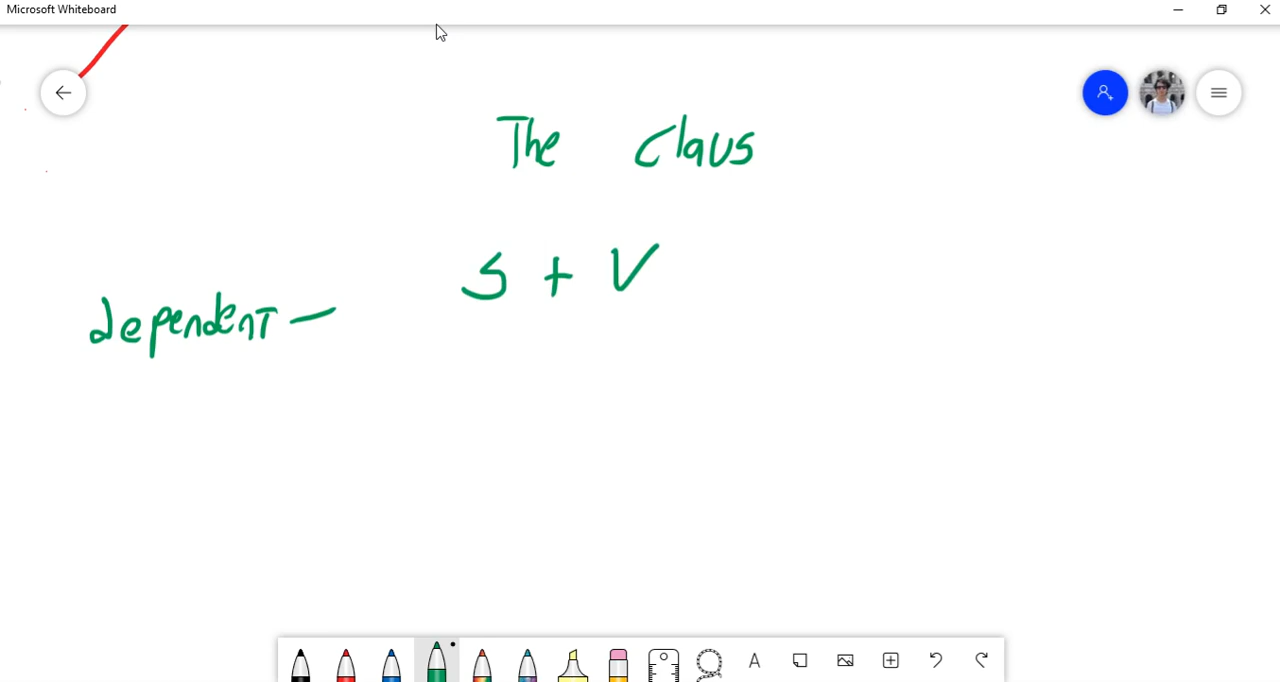 Microsoft Whiteboard
The Claus
S + V
dependent —
A